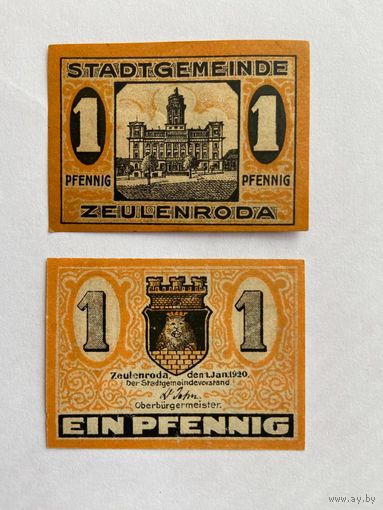 STADTGEMEINDE
1 1
PFENNIG PFENNIG
ZEULENRODA
1 1
Zeulenroda, den 1. Jan. 1920.
Der Stadtgemeindevorstand
Oberbürgermeister.
EIN PFENNIG
www.ay.by